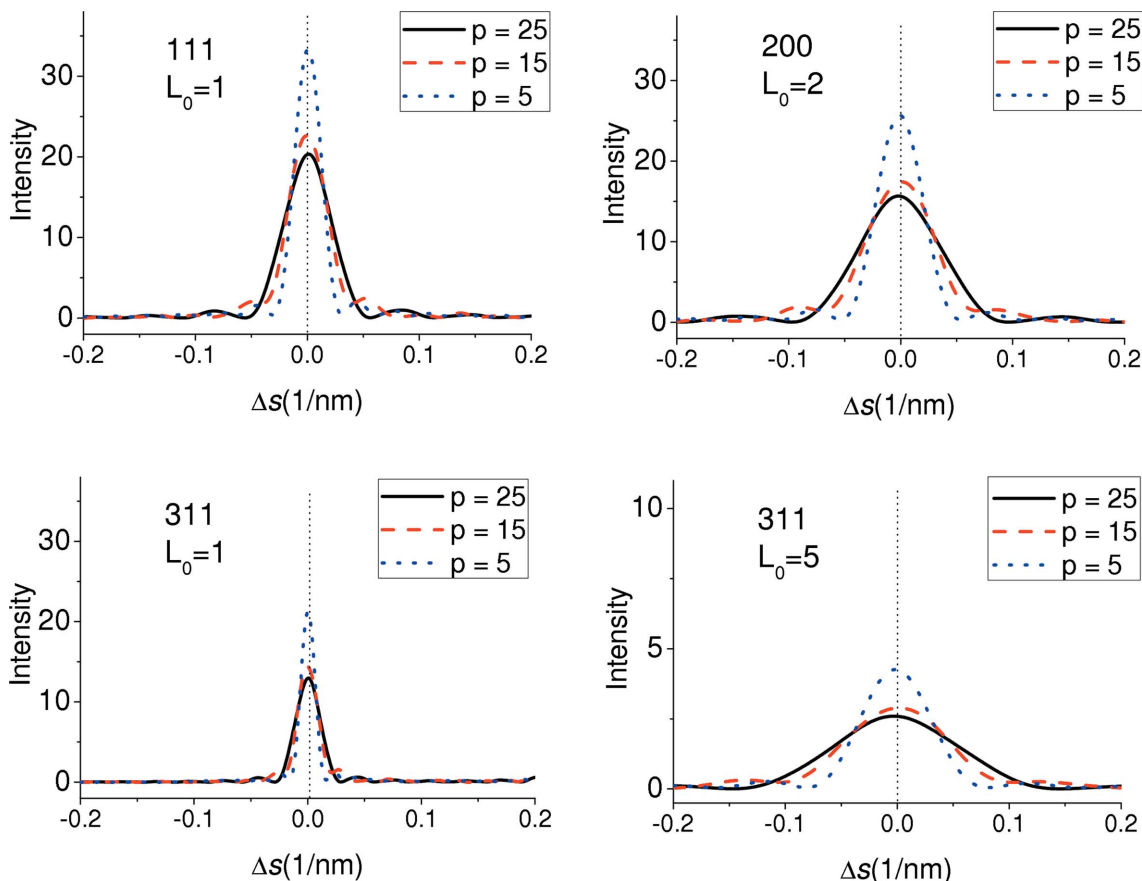 111
L0=1
p = 25
p = 15
p = 5
Intensity
30
20
10
0
-0.2
-0.1
0.0
0.1
0.2
Δs(1/nm)
200
L0=2
p = 25
p = 15
p = 5
Intensity
30
20
10
0
-0.2
-0.1
0.0
0.1
0.2
Δs(1/nm)
311
L0=1
p = 25
p = 15
p = 5
Intensity
30
20
10
0
-0.2
-0.1
0.0
0.1
0.2
Δs(1/nm)
311
L0=5
p = 25
p = 15
p = 5
Intensity
10
5
0
-0.2
-0.1
0.0
0.1
0.2
Δs(1/nm)